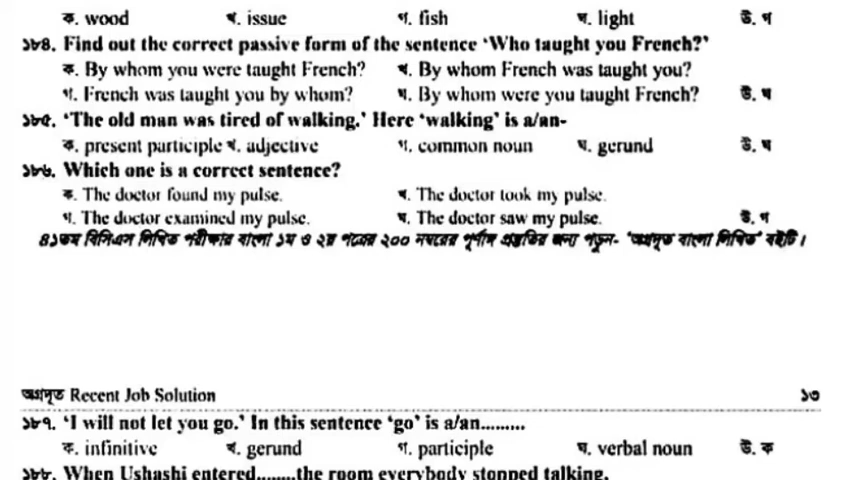 ক. wood খ. issue গ. fish ঘ. light উ. গ
১৮৪. Find out the correct passive form of the sentence ‘Who taught you French?’
ক. By whom you were taught French? খ. By whom French was taught you?
গ. French was taught you by whom? ঘ. By whom were you taught French? উ. ঘ
১৮৫. ‘The old man was tired of walking.’ Here ‘walking’ is a/an-
ক. present participle খ. adjective গ. common noun ঘ. gerund উ. ঘ
১৮৬. Which one is a correct sentence?
ক. The doctor found my pulse. খ. The doctor took my pulse.
গ. The doctor examined my pulse. ঘ. The doctor saw my pulse. উ. গ
৪১তম বিসিএস লিখিত পরীক্ষার বাংলা ১ম ও ২য় পত্রের ২০০ নম্বরের পূর্ণাঙ্গ প্রস্তুতির জন্য পড়ুন- ‘অগ্রদূত বাংলা লিখিত’ বইটি।
অগ্রদূত Recent Job Solution ১৩
১৮৭. ‘I will not let you go.’ In this sentence ‘go’ is a/an.........
ক. infinitive খ. gerund গ. participle ঘ. verbal noun উ. ক
১৮৮. When Ushashi entered........the room everybody stopped talking.